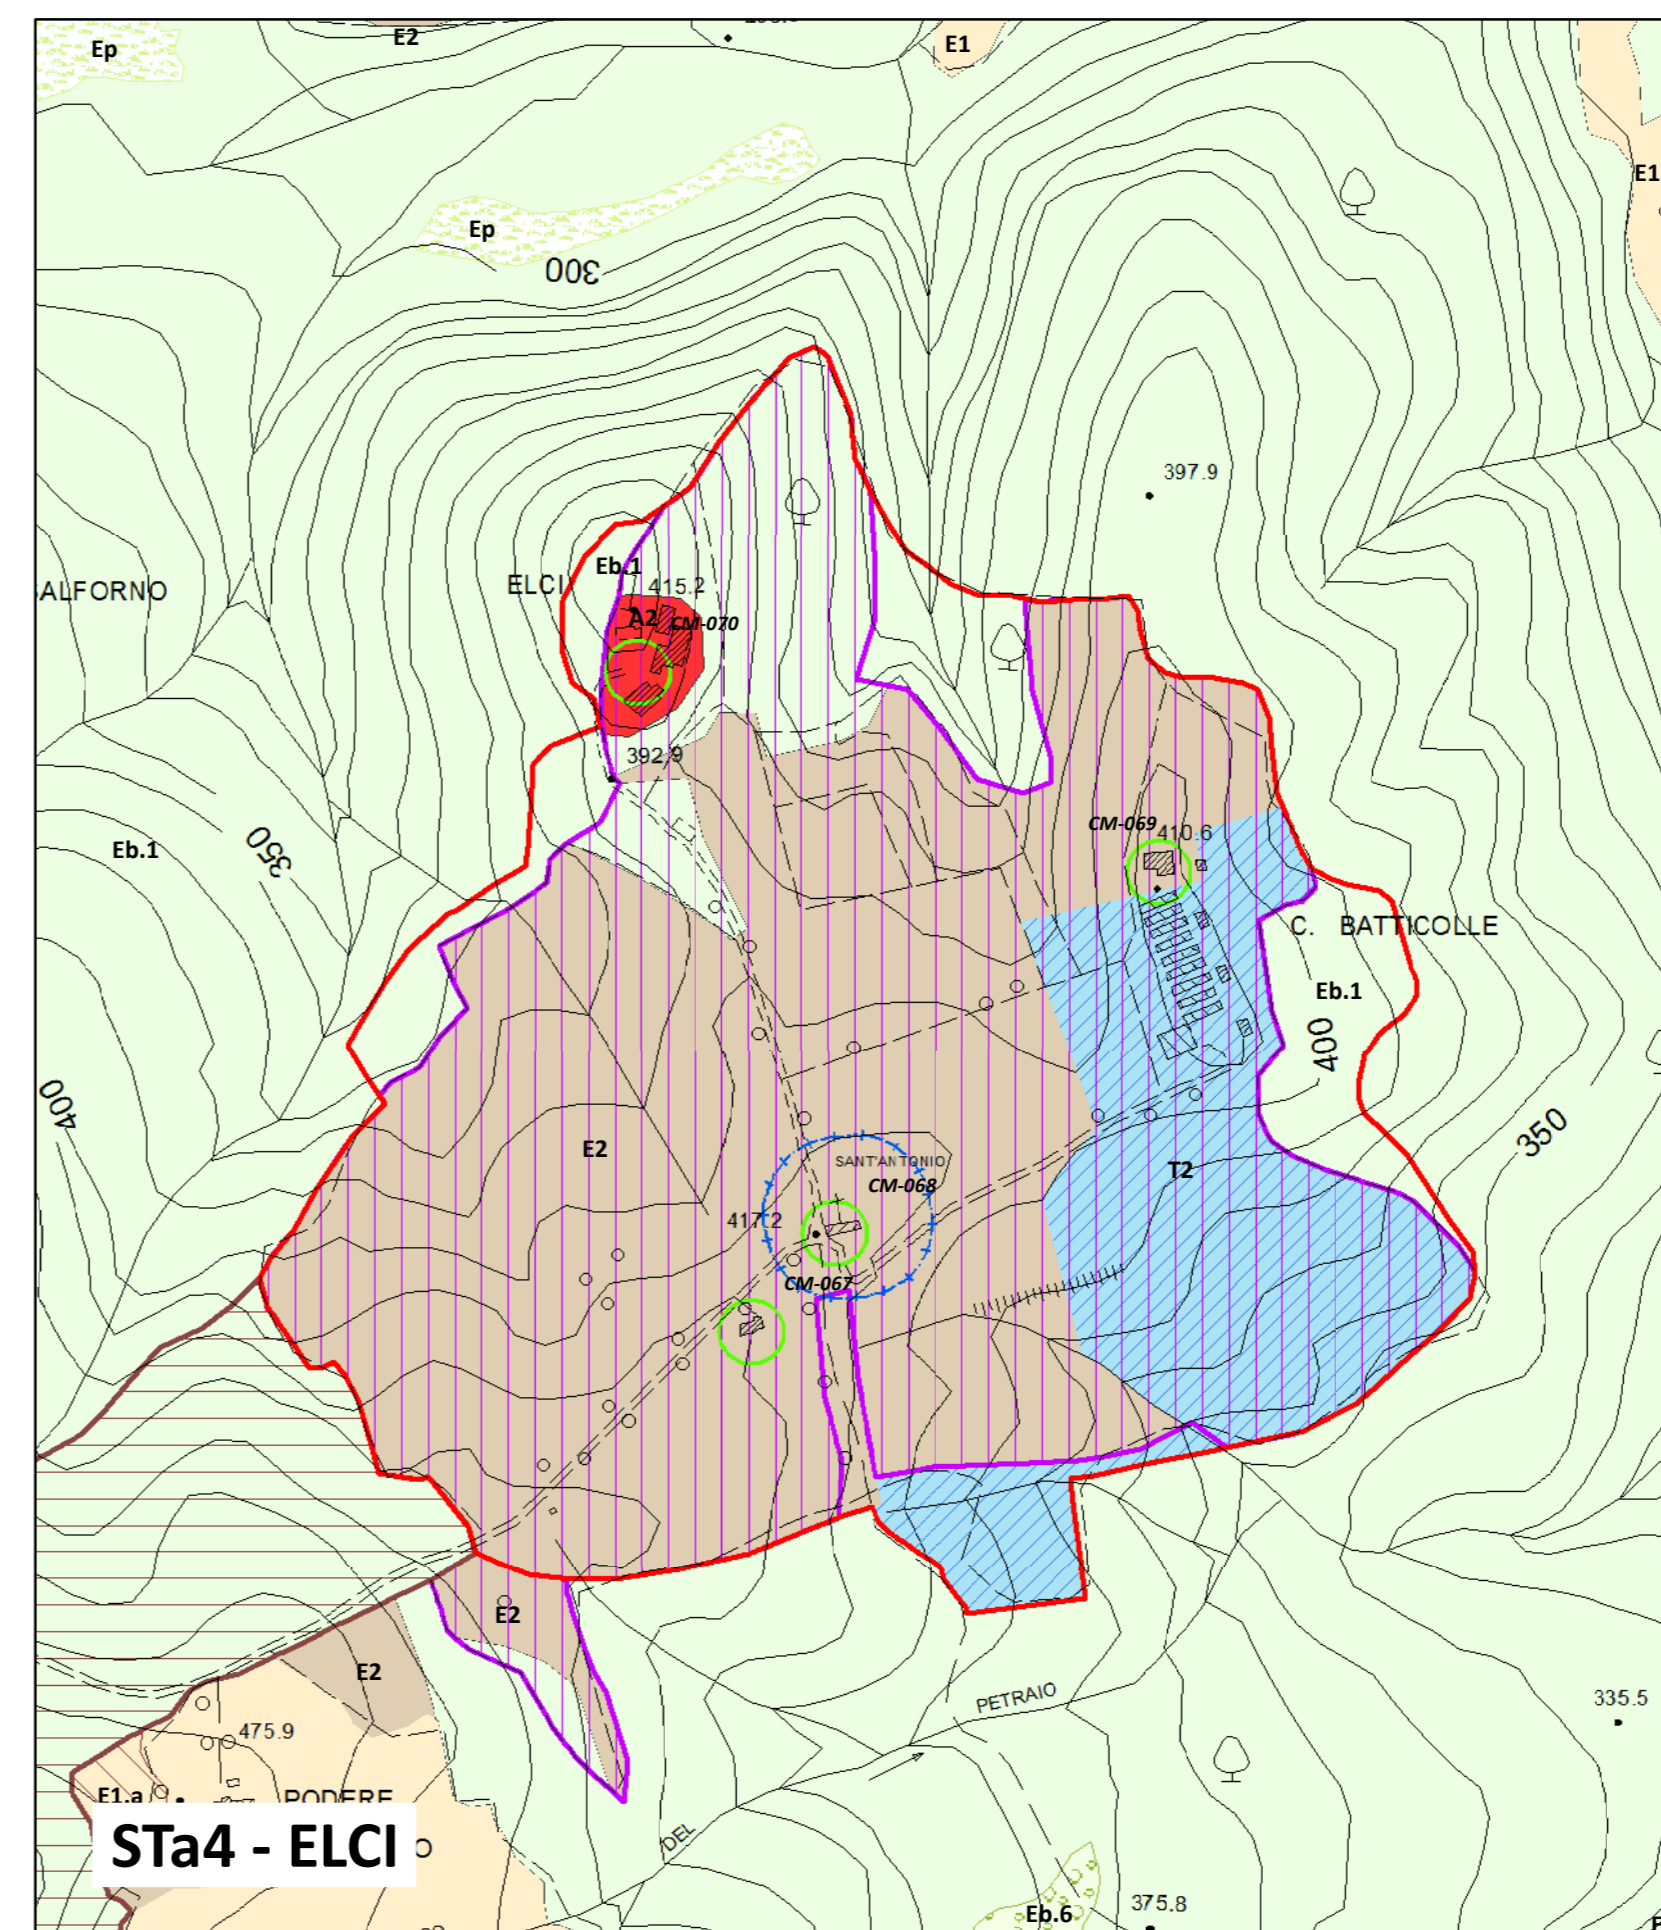 Ep
E2
E1
E1
Ep
300
397.9
ELCI
Eb.1
415.2
A2
CM-070
392.9
CM-069
410.6
Eb.1
350
C. BATTICOLLE
Eb.1
400
400
350
E2
SANT'ANTONIO
CM-068
T2
417.2
CM-067
E2
E2
PETRAIO
335.5
475.9
E1.a
PODERE
STa4 - ELCI
DEL
Eb.6
375.8